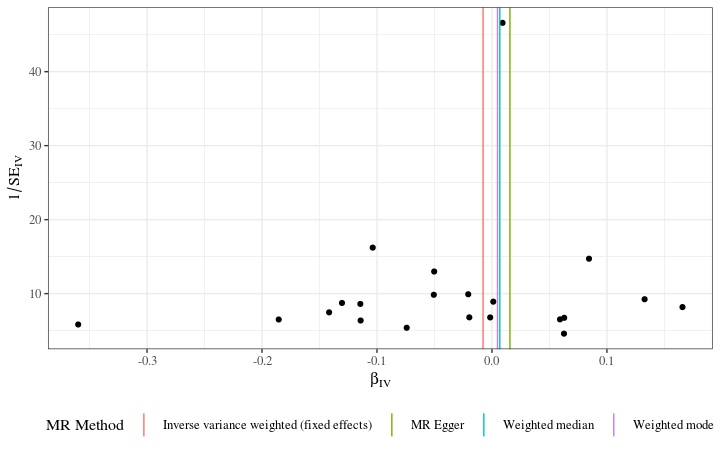 40
30
20
10
1/SE_IV
-0.3 -0.2 -0.1 0.0 0.1
β_IV
MR Method Inverse variance weighted (fixed effects) MR Egger Weighted median Weighted mode